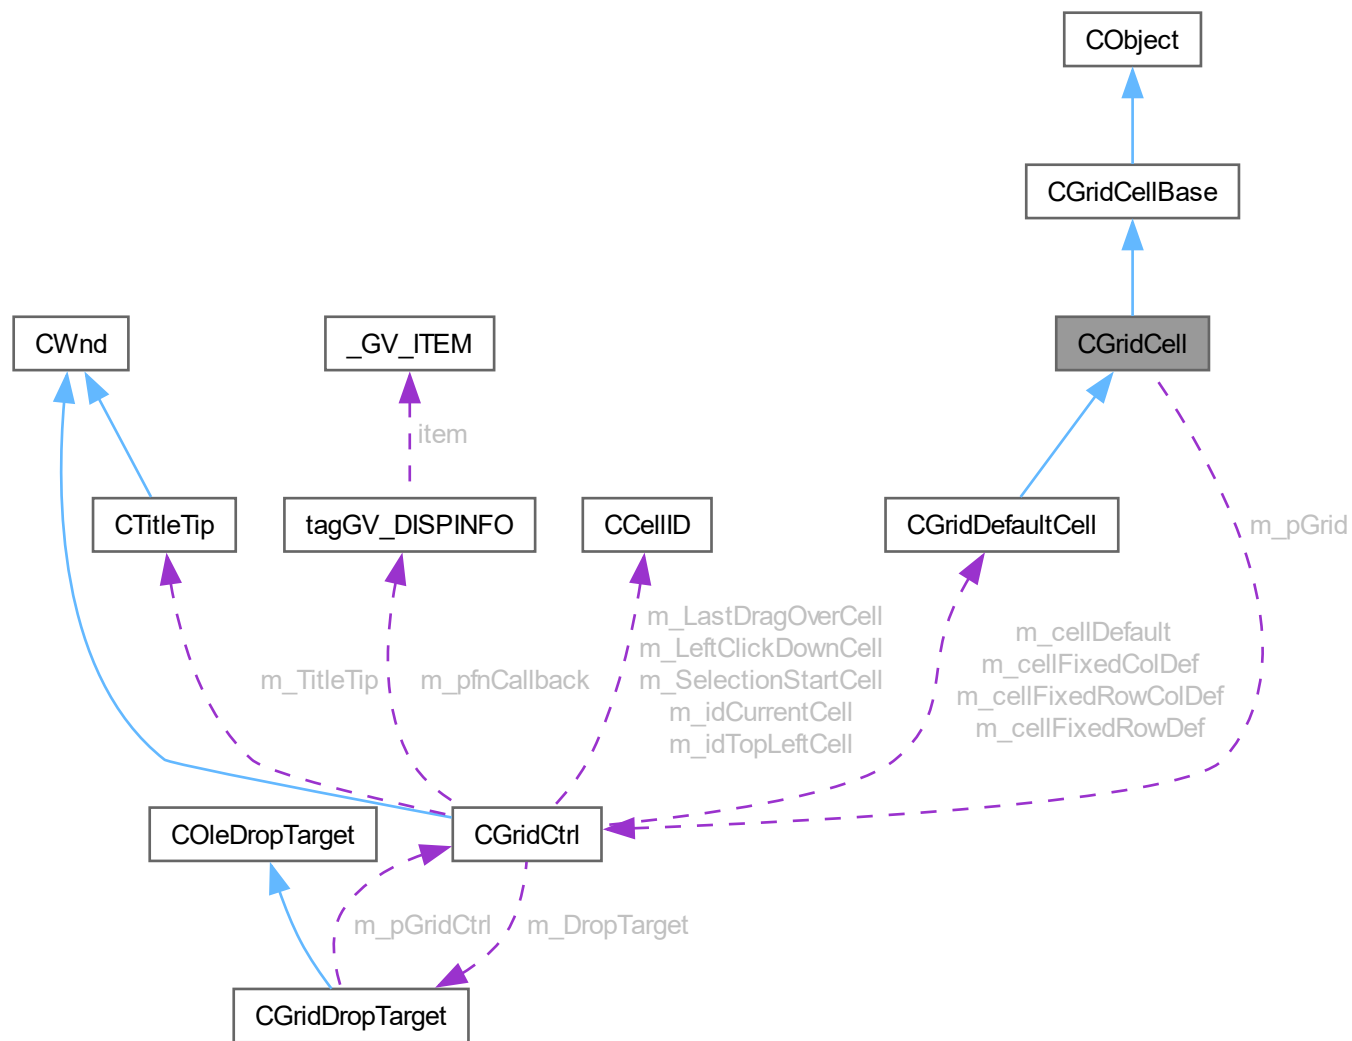 CObject
CGridCellBase
CWnd
_GV_ITEM
CGridCell
item
CTitleTip
tagGV_DISPINFO
CCellID
CGridDefaultCell
m_pGrid
m_LastDragOverCell
m_LeftClickDownCell
m_SelectionStartCell
m_idCurrentCell
m_idTopLeftCell
m_cellDefault
m_cellFixedColDef
m_cellFixedRowColDef
m_cellFixedRowDef
m_TitleTip
m_pfnCallback
COleDropTarget
CGridCtrl
m_pGridCtrl
m_DropTarget
CGridDropTarget